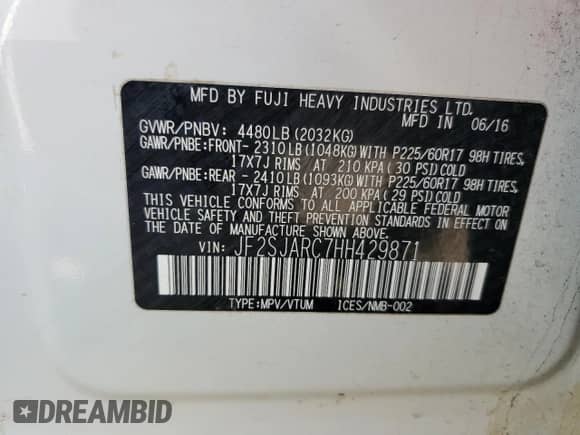 MFD BY FUJI HEAVY INDUSTRIES LTD.
MFD IN 06/16
GVWR/PNBV: 4480LB(2032KG)
GAWR/PNBE:FRONT- 2310LB(1048KG)WITH P225/60R17 98H TIRES,
17X7J RIMS AT 210 KPA(30 PSI)COLD
GAWR/PNBE:REAR - 2410LB(1093KG)WITH P225/60R17 98H TIRES,
17X7J RIMS AT 200 KPA(29 PSI)COLD
THIS VEHICLE CONFORMS TO ALL APPLICABLE FEDERAL MOTOR
VEHICLE SAFETY AND THEFT PREVENTION STANDARDS IN EFFECT ON
THE DATE OF MANUFACTURE SHOWN ABOVE.
VIN: JF2SJARC7HH429871
TYPE:MPV/VTUM ICES/NMB-002
DREAMBID